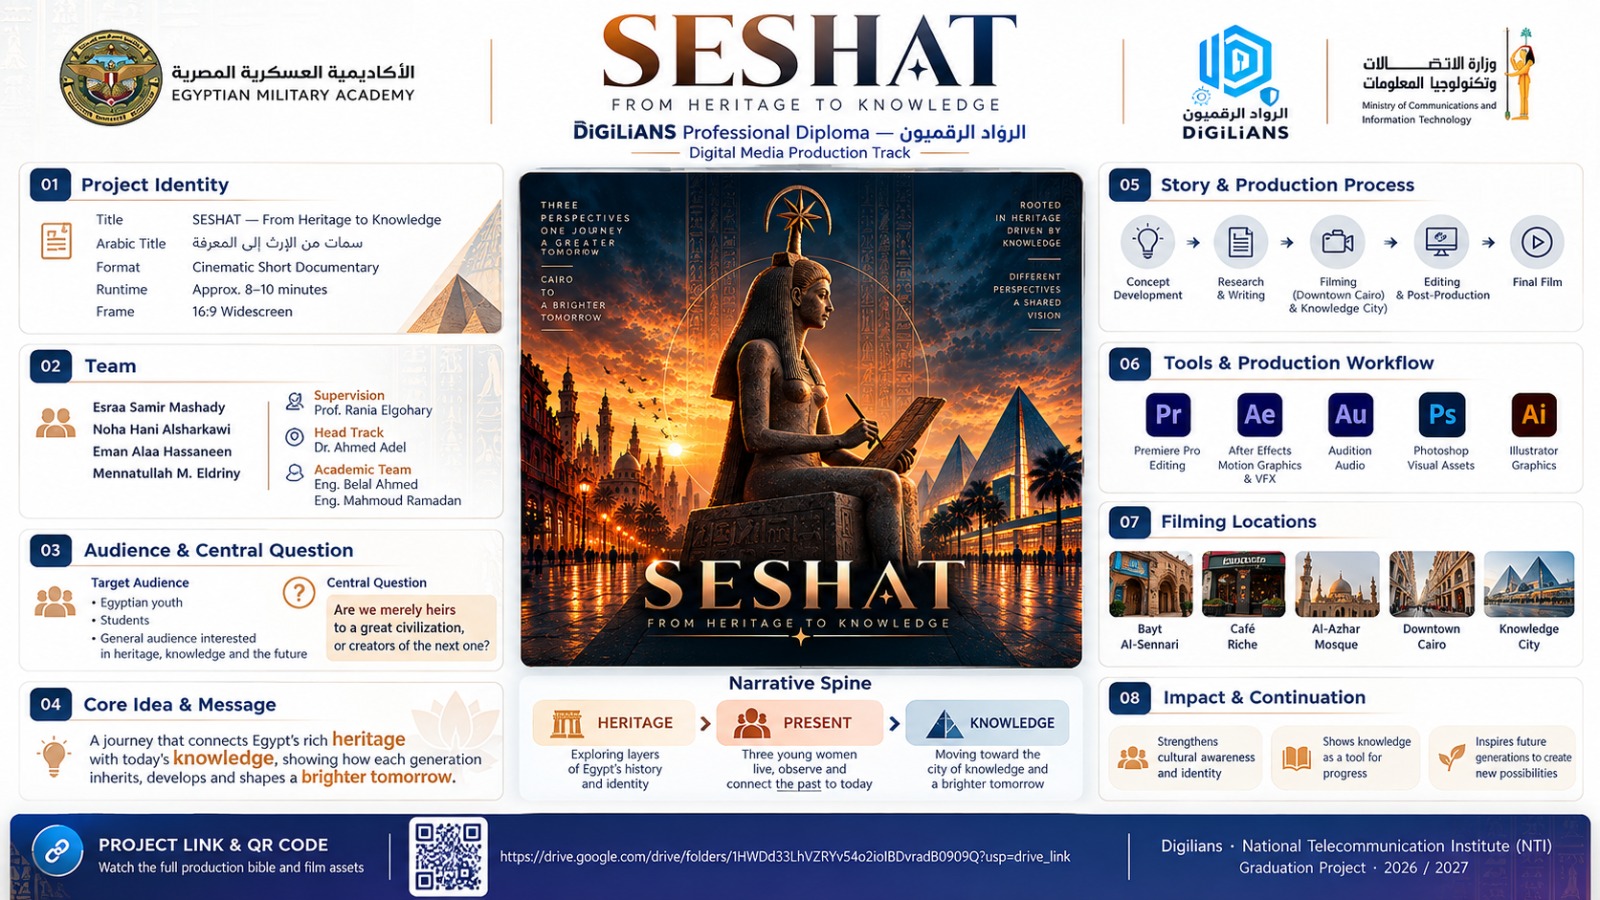 الأكاديمية العسكرية المصرية
EGYPTIAN MILITARY ACADEMY
SESHAT
FROM HERITAGE TO KNOWLEDGE
DiGiLiANS Professional Diploma — الرواد الرقميون
Digital Media Production Track
الرواد الرقميون
DiGiLiANS
وزارة الاتصالات
وتكنولوجيا المعلومات
Ministry of Communications and
Information Technology
01 Project Identity
Title SESHAT — From Heritage to Knowledge
Arabic Title سمات من الإرث إلى المعرفة
Format Cinematic Short Documentary
Runtime Approx. 8–10 minutes
Frame 16:9 Widescreen
02 Team
Esraa Samir Mashady
Noha Hani Alsharkawi
Eman Alaa Hassaneen
Mennatullah M. Eldriny
Supervision
Prof. Rania Elgohary
Head Track
Dr. Ahmed Adel
Academic Team
Eng. Belal Ahmed
Eng. Mahmoud Ramadan
03 Audience & Central Question
Target Audience
• Egyptian youth
• Students
• General audience interested
in heritage, knowledge and the future
?
Central Question
Are we merely heirs
to a great civilization,
or creators of the next one?
04 Core Idea & Message
A journey that connects Egypt's rich heritage
with today's knowledge, showing how each generation
inherits, develops and shapes a brighter tomorrow.
THREE
PERSPECTIVES
ONE JOURNEY
A GREATER
TOMORROW
CAIRO
TO
A BRIGHTER
TOMORROW
ROOTED
IN HERITAGE
DRIVEN BY
KNOWLEDGE
DIFFERENT
PERSPECTIVES
A SHARED
VISION
SESHAT
FROM HERITAGE TO KNOWLEDGE
Narrative Spine
HERITAGE
Exploring layers
of Egypt's history
and identity
PRESENT
Three young women
live, observe and
connect the past to today
KNOWLEDGE
Moving toward the
city of knowledge and
a brighter tomorrow
05 Story & Production Process
Concept
Development
Research
& Writing
Filming
(Downtown Cairo)
& Knowledge City)
Editing
& Post-Production
Final Film
06 Tools & Production Workflow
Pr
Premiere Pro
Editing
Ae
After Effects
Motion Graphics
& VFX
Au
Audition
Audio
Ps
Photoshop
Visual Assets
Ai
Illustrator
Graphics
07 Filming Locations
Bayt
Al-Sennari
Café
Riche
Al-Azhar
Mosque
Downtown
Cairo
Knowledge
City
08 Impact & Continuation
Strengthens
cultural awareness
and identity
Shows knowledge
as a tool for
progress
Inspires future
generations to create
new possibilities
PROJECT LINK & QR CODE
Watch the full production bible and film assets
https://drive.google.com/drive/folders/1HWDd33LhVZRYv54o2ioIBDvradB0909Q?usp=drive_link
Digilians · National Telecommunication Institute (NTI)
Graduation Project · 2026 / 2027